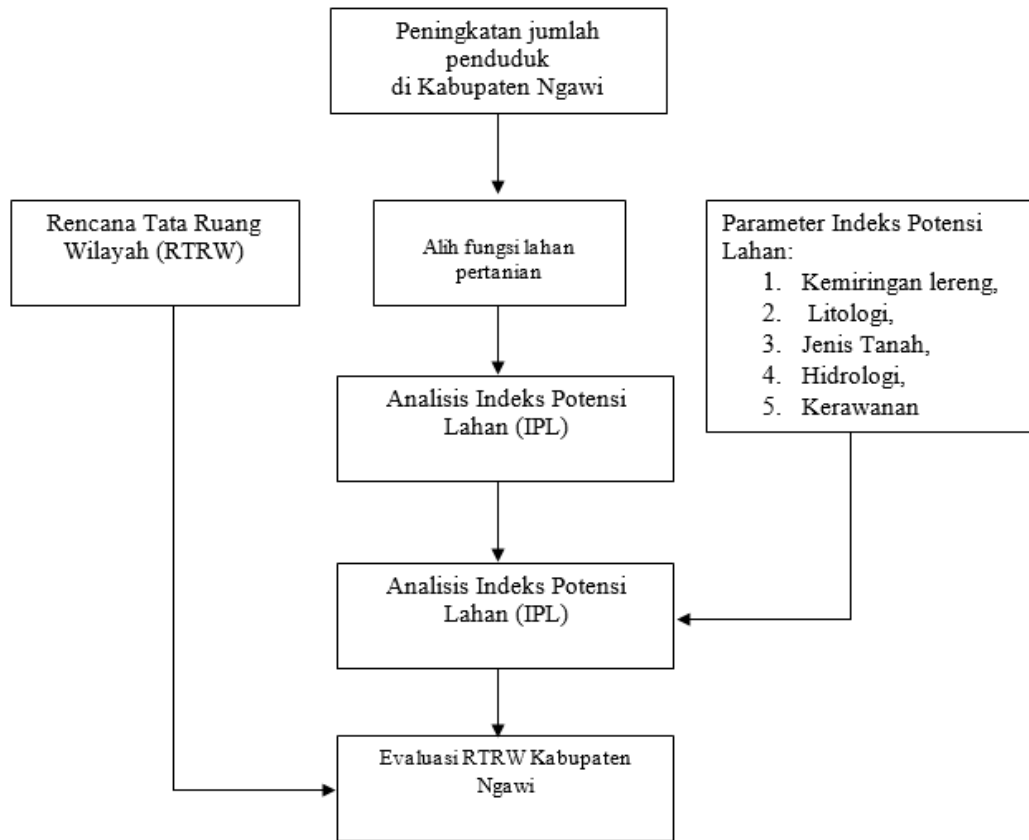 Peningkatan jumlah
penduduk
di Kabupaten Ngawi
Rencana Tata Ruang
Wilayah (RTRW)
Alih fungsi lahan
pertanian
Parameter Indeks Potensi
Lahan:
1. Kemiringan lereng,
2. Litologi,
3. Jenis Tanah,
4. Hidrologi,
5. Kerawanan
Analisis Indeks Potensi
Lahan (IPL)
Analisis Indeks Potensi
Lahan (IPL)
Evaluasi RTRW Kabupaten
Ngawi